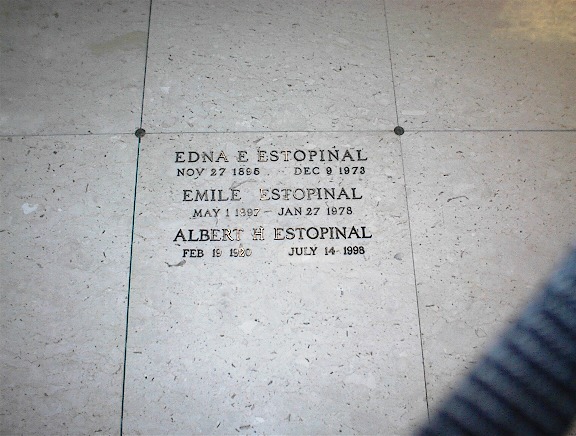 EDNA E ESTOPINAL
NOV 27 1895 - DEC 9 1973
EMILE ESTOPINAL
MAY 1 1897 - JAN 27 1978
ALBERT H ESTOPINAL
FEB 19 1920 JULY 14 1998